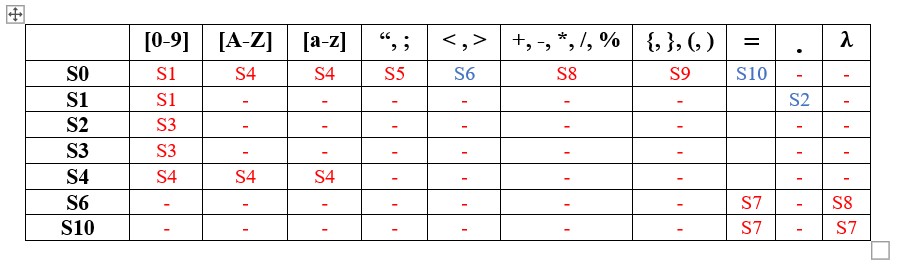 [0-9] [A-Z] [a-z] “, ; < , > +, -, *, /, % {, }, (, ) = . λ
S0 S1 S4 S4 S5 S6 S8 S9 S10 - -
S1 S1 - - - - - - S2 -
S2 S3 - - - - - - - -
S3 S3 - - - - - - - -
S4 S4 S4 S4 - - - - - -
S6 - - - - - - - S7 - S8
S10 - - - - - - - S7 - S7